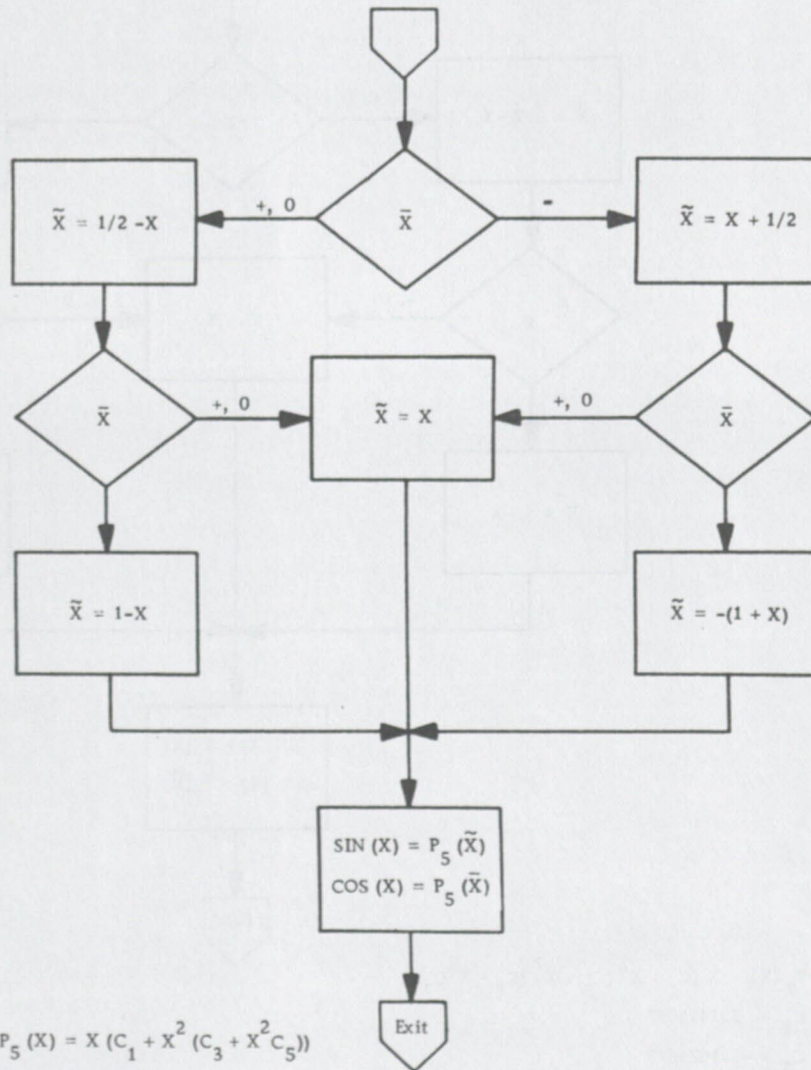 X̄
+, 0
-
X̃ = 1/2 -X
X̃ = X + 1/2
X̄
+, 0
X̃ = X
+, 0
X̄
X̃ = 1-X
X̃ = -(1 + X)
SIN (X) = P₅ (X̃)
COS (X) = P₅ (X̄)
Exit
P₅ (X) = X (C₁ + X² (C₃ + X²C₅))